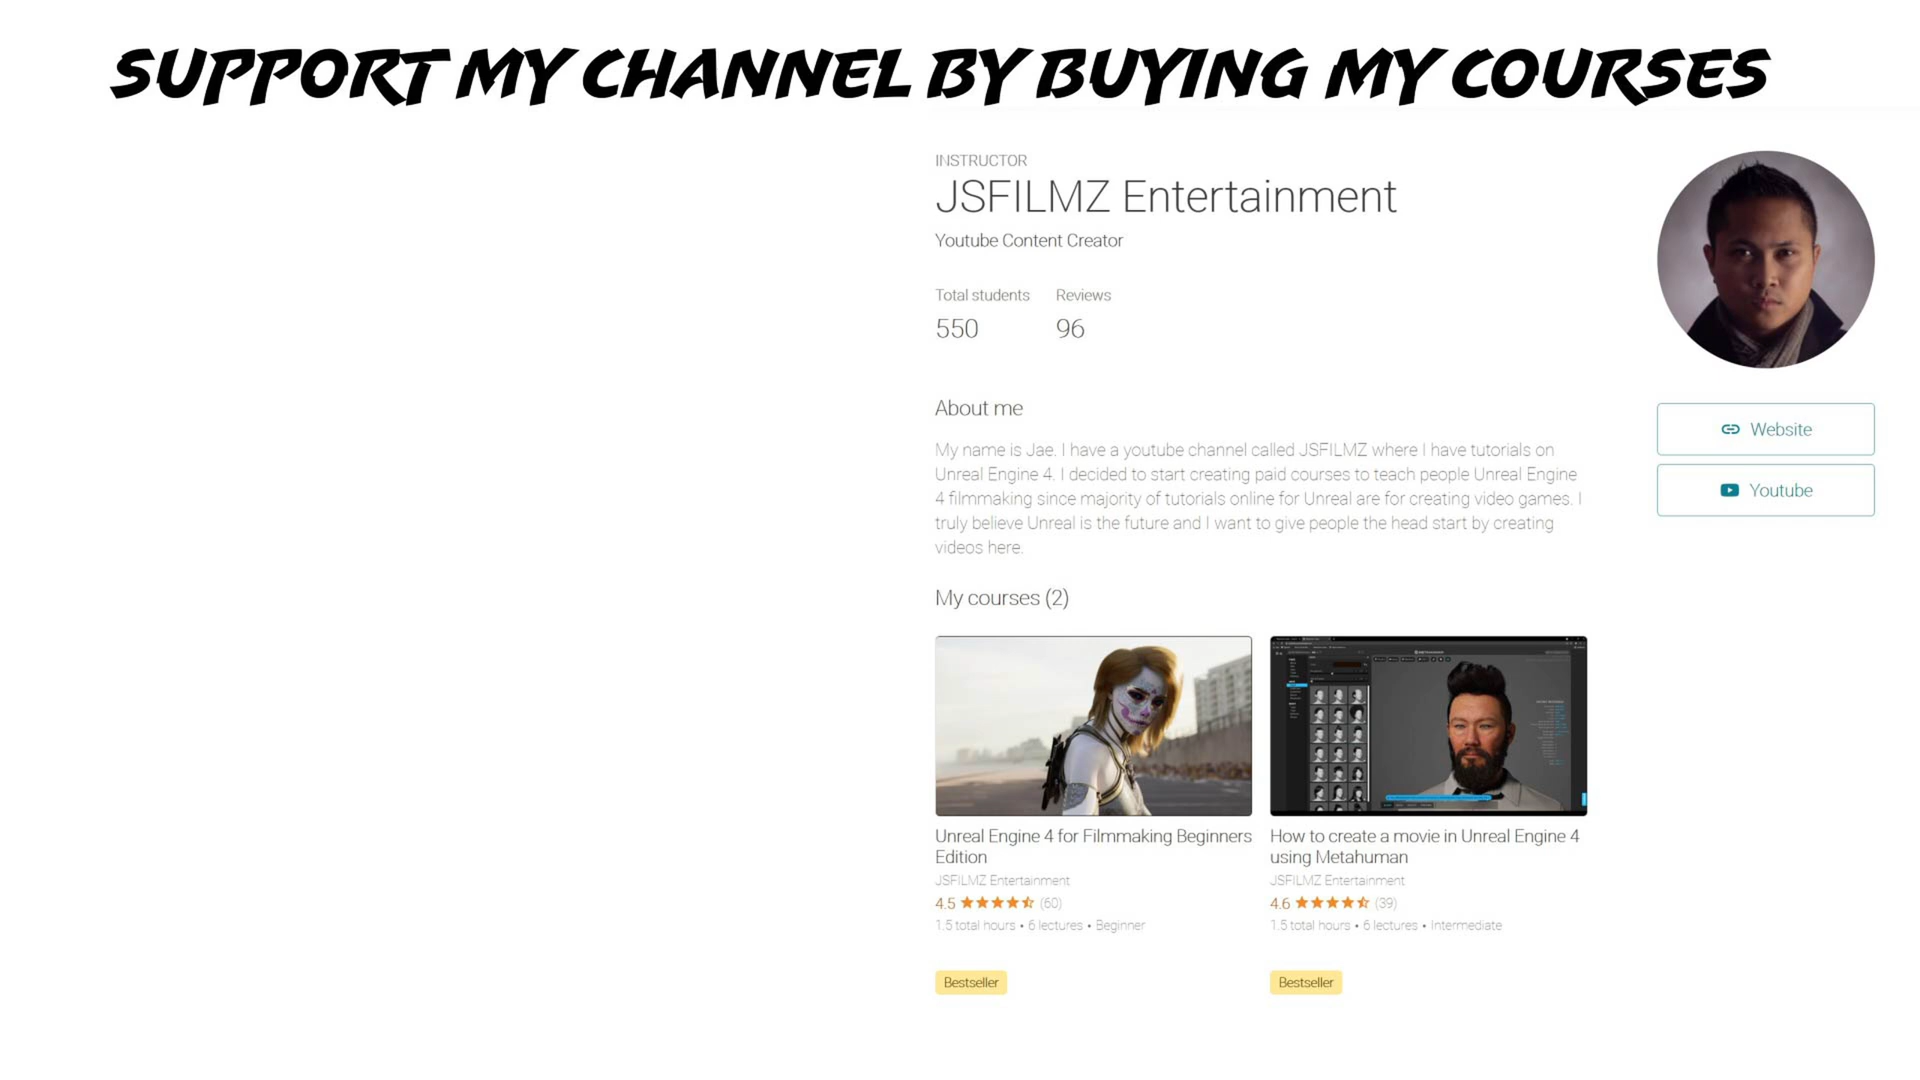 SUPPORT MY CHANNEL BY BUYING MY COURSES
INSTRUCTOR
JSFILMZ Entertainment
Youtube Content Creator
Total students Reviews
550 96
About me
My name is Jae. I have a youtube channel called JSFILMZ where I have tutorials on
Unreal Engine 4. I decided to start creating paid courses to teach people Unreal Engine
4 filmmaking since majority of tutorials online for Unreal are for creating video games. I
truly believe Unreal is the future and I want to give people the head start by creating
videos here.
Website
Youtube
My courses (2)
Unreal Engine 4 for Filmmaking Beginners
Edition
JSFILMZ Entertainment
4.5 (60)
1.5 total hours • 6 lectures • Beginner
Bestseller
How to create a movie in Unreal Engine 4
using Metahuman
JSFILMZ Entertainment
4.6 (39)
1.5 total hours • 6 lectures • Intermediate
Bestseller